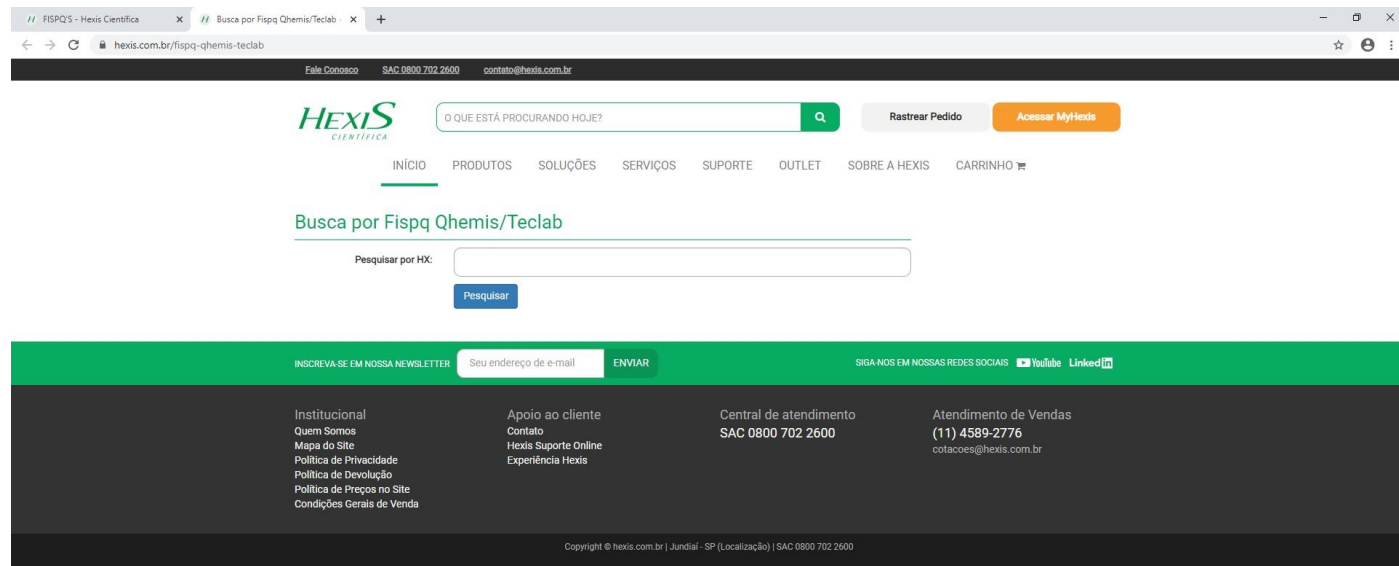 FISPQ'S - Hexis Científica
Busca por Fispq Qhemis/Teclab -
hexis.com.br/fispq-qhemis-teclab
Fale Conosco SAC 0800 702 2600 contato@hexis.com.br
HEXIS
CIENTÍFICA
O QUE ESTÁ PROCURANDO HOJE?
Rastrear Pedido
Acessar MyHexis
INÍCIO PRODUTOS SOLUÇÕES SERVIÇOS SUPORTE OUTLET SOBRE A HEXIS CARRINHO
Busca por Fispq Qhemis/Teclab
Pesquisar por HX:
Pesquisar
INSCREVA-SE EM NOSSA NEWSLETTER Seu endereço de e-mail ENVIAR SIGA-NOS EM NOSSAS REDES SOCIAIS YouTube Linked in
Institucional
Quem Somos
Mapa do Site
Política de Privacidade
Política de Devolução
Política de Preços no Site
Condições Gerais de Venda
Apoio ao cliente
Contato
Hexis Suporte Online
Experiência Hexis
Central de atendimento
SAC 0800 702 2600
Atendimento de Vendas
(11) 4589-2776
cotacoes@hexis.com.br
Copyright © hexis.com.br | Jundiaí - SP (Localização) | SAC 0800 702 2600